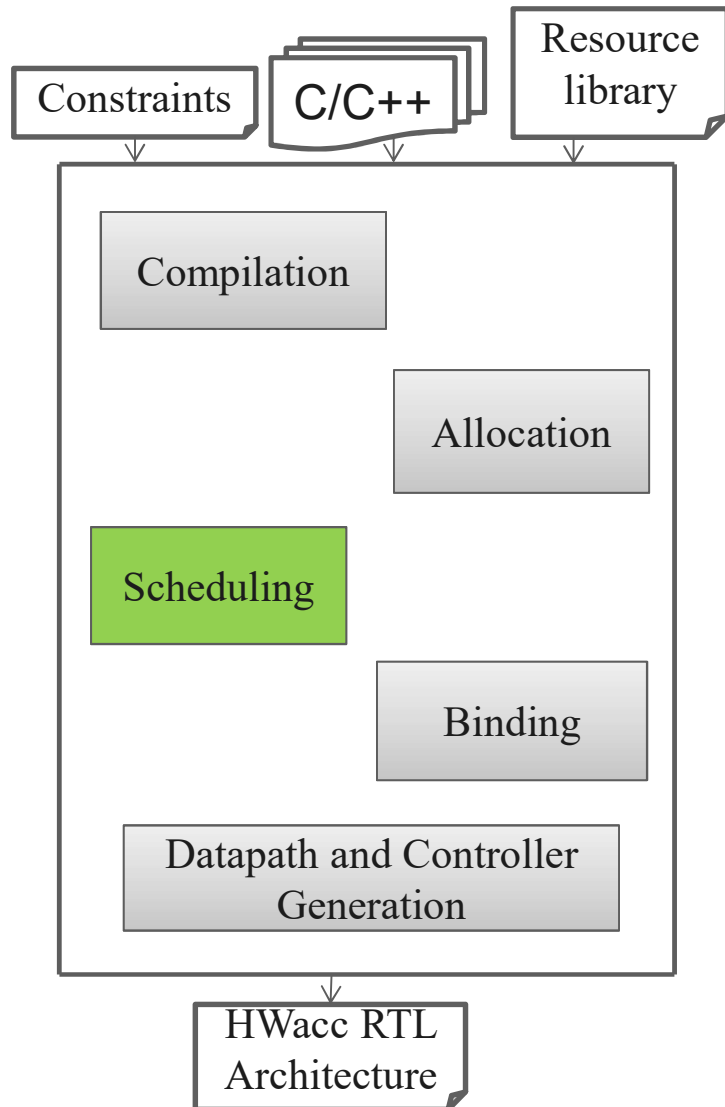 Constraints
C/C++
Resource
library
Compilation
Allocation
Scheduling
Binding
Datapath and Controller
Generation
HWacc RTL
Architecture